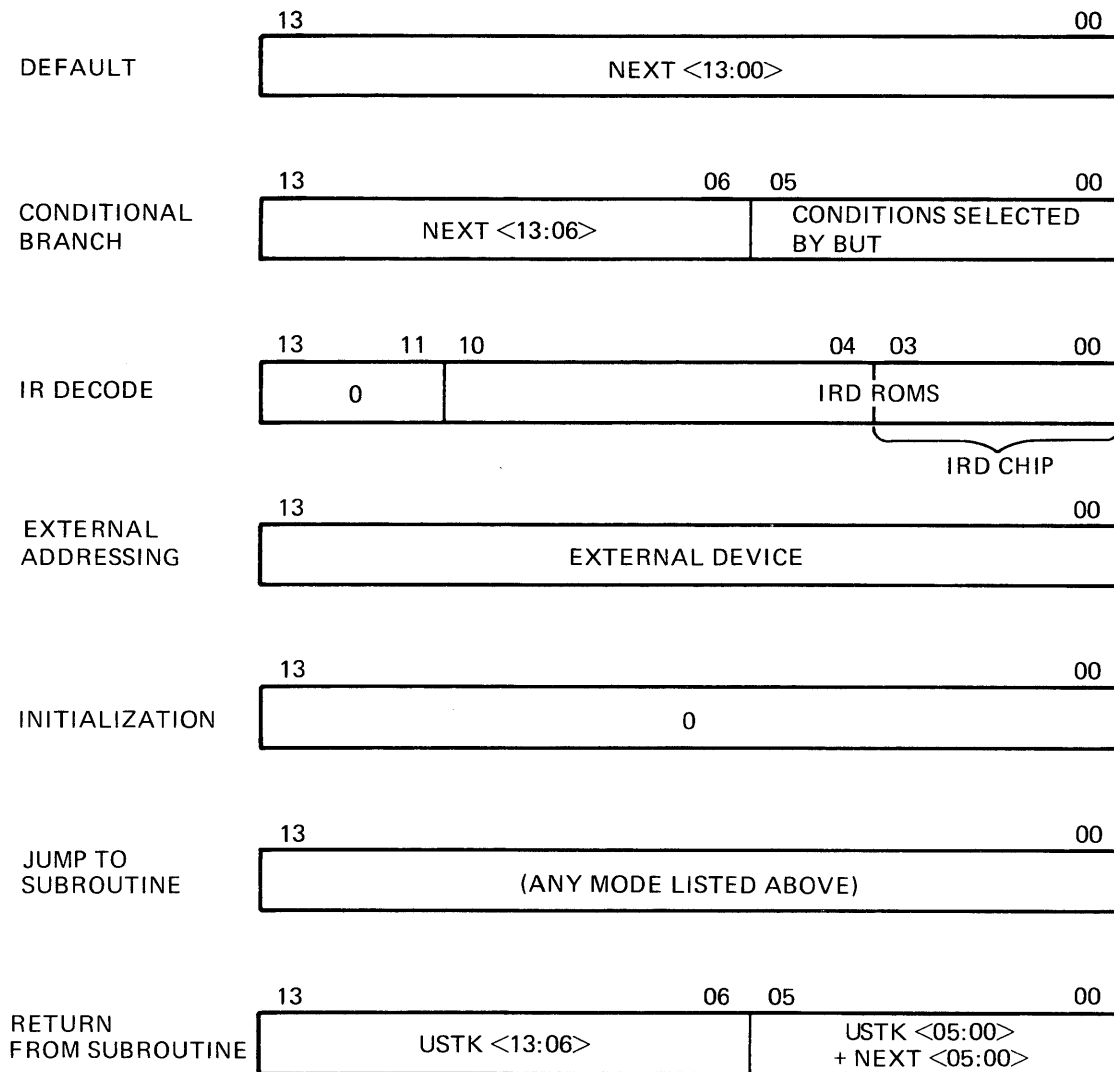 13 00
DEFAULT
NEXT <13:00>
13 06 05 00
CONDITIONAL
BRANCH
NEXT <13:06>
CONDITIONS SELECTED
BY BUT
13 11 10 04 03 00
IR DECODE
0
IRD ROMS
IRD CHIP
13 00
EXTERNAL
ADDRESSING
EXTERNAL DEVICE
13 00
INITIALIZATION
0
13 00
JUMP TO
SUBROUTINE
(ANY MODE LISTED ABOVE)
13 06 05 00
RETURN
FROM SUBROUTINE
USTK <13:06>
USTK <05:00>
+ NEXT <05:00>